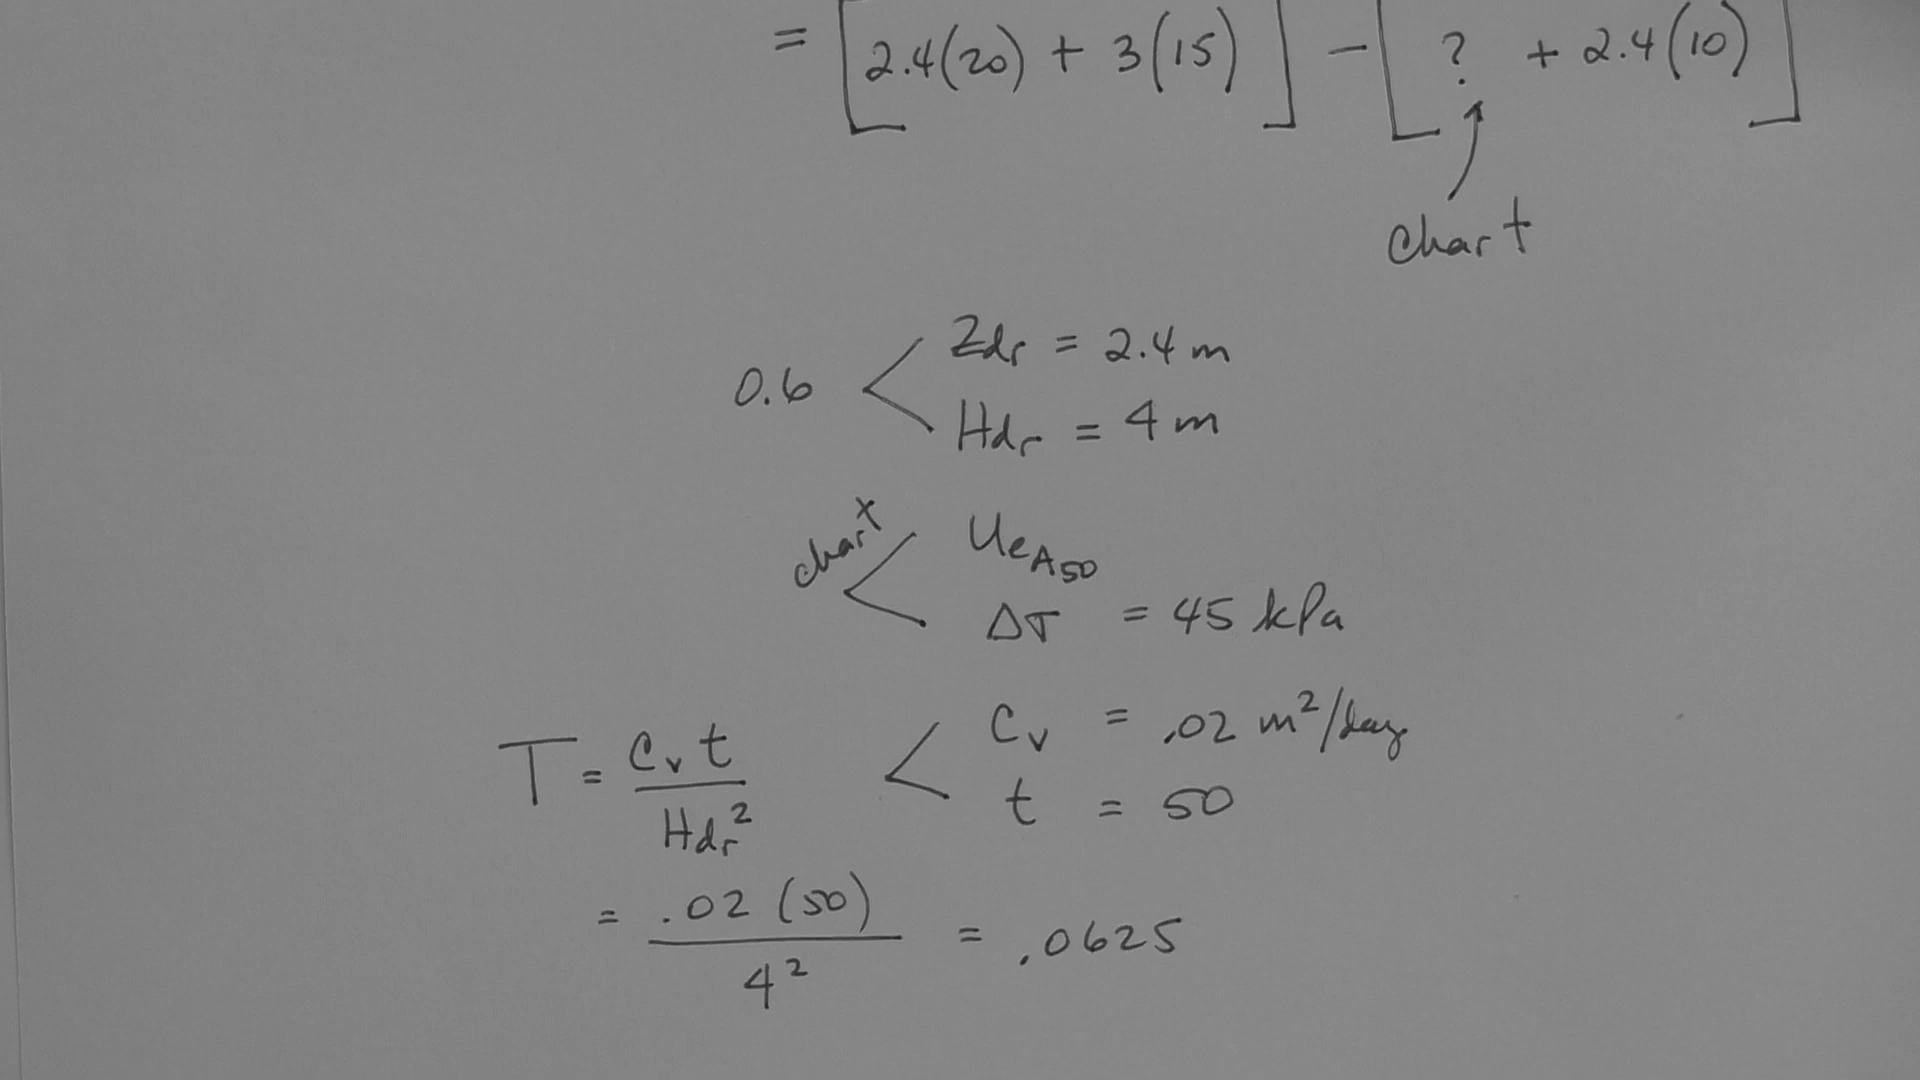 = [2.4(20) + 3(15)] - [? + 2.4(10)]
chart
0.6 < Zdr = 2.4 m
Hdr = 4 m
chart < UeA50
Δσ = 45 kPa
T = Cv t / Hdr² < Cv = .02 m²/day
t = 50
= .02 (50) / 4² = .0625